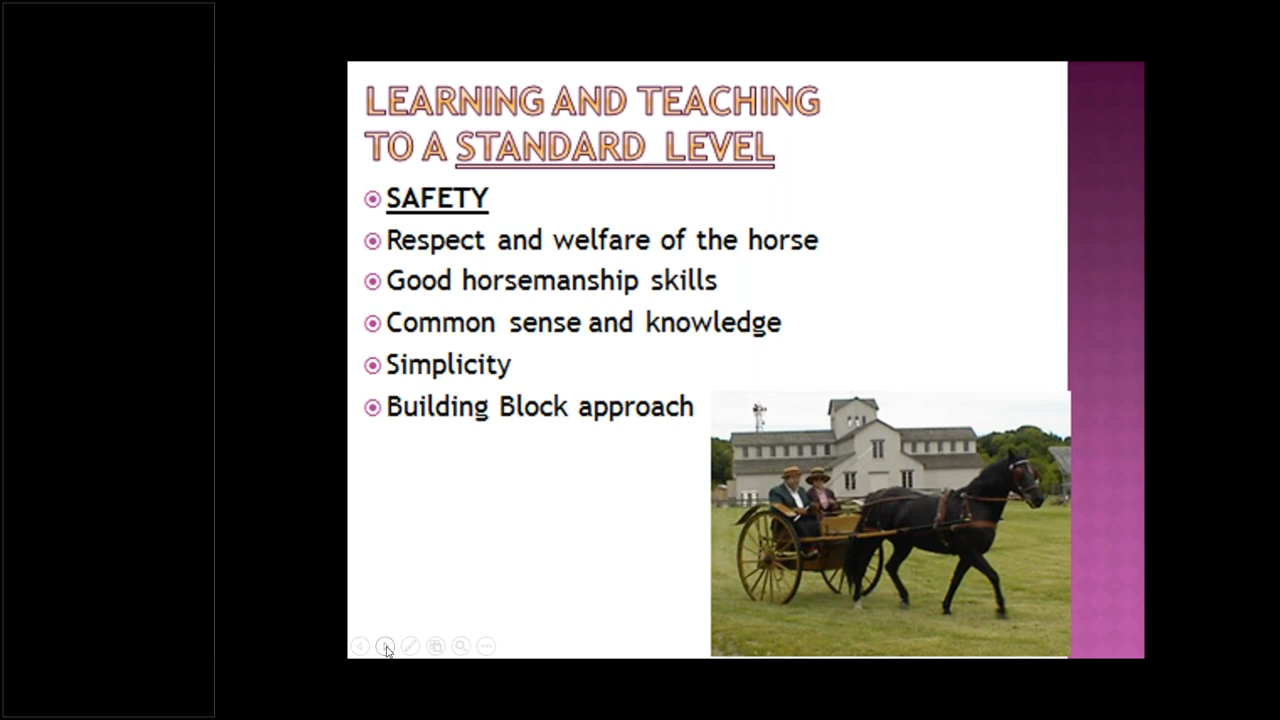 LEARNING AND TEACHING
TO A STANDARD LEVEL
SAFETY
Respect and welfare of the horse
Good horsemanship skills
Common sense and knowledge
Simplicity
Building Block approach